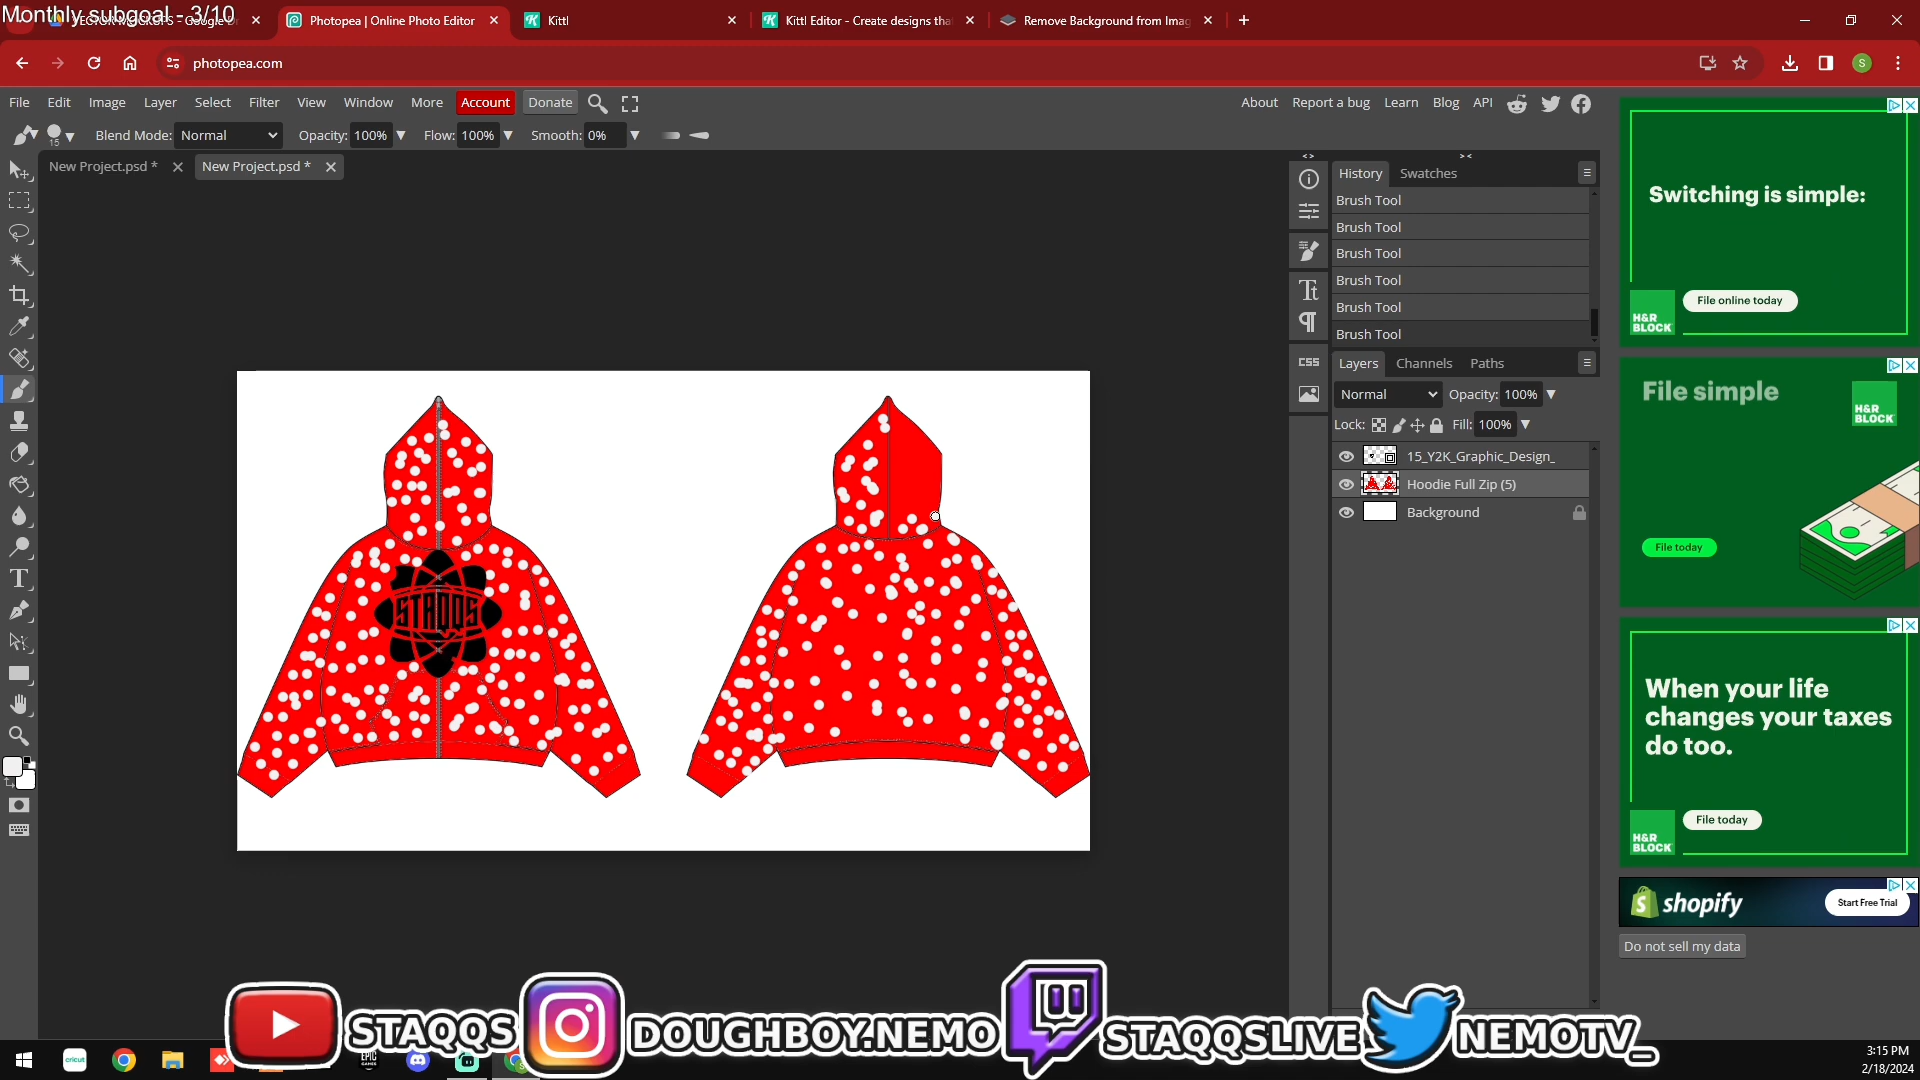 Monthly subgoal - 3/10
Photopea | Online Photo Editor
Kittl
Kittl Editor - Create designs tha
Remove Background from Imag
photopea.com
S
File Edit Image Layer Select Filter View Window More Account Donate
About Report a bug Learn Blog API
15
Blend Mode: Normal Opacity: 100% Flow: 100% Smooth: 0%
New Project.psd *
New Project.psd *
History Swatches
Brush Tool
Brush Tool
Brush Tool
Brush Tool
Brush Tool
Brush Tool
CSS
Layers Channels Paths
Normal Opacity: 100%
Lock: Fill: 100%
15_Y2K_Graphic_Design_
Hoodie Full Zip (5)
Background
STAQQS
Switching is simple:
H&R BLOCK
File online today
File simple
H&R BLOCK
File today
When your life
changes your taxes
do too.
H&R BLOCK
File today
shopify
Start Free Trial
Do not sell my data
STAQQS
DOUGHBOY.NEMO
STAQQSLIVE
NEMOTV_
cricut
EPIC GAMES
3:15 PM
2/18/2024